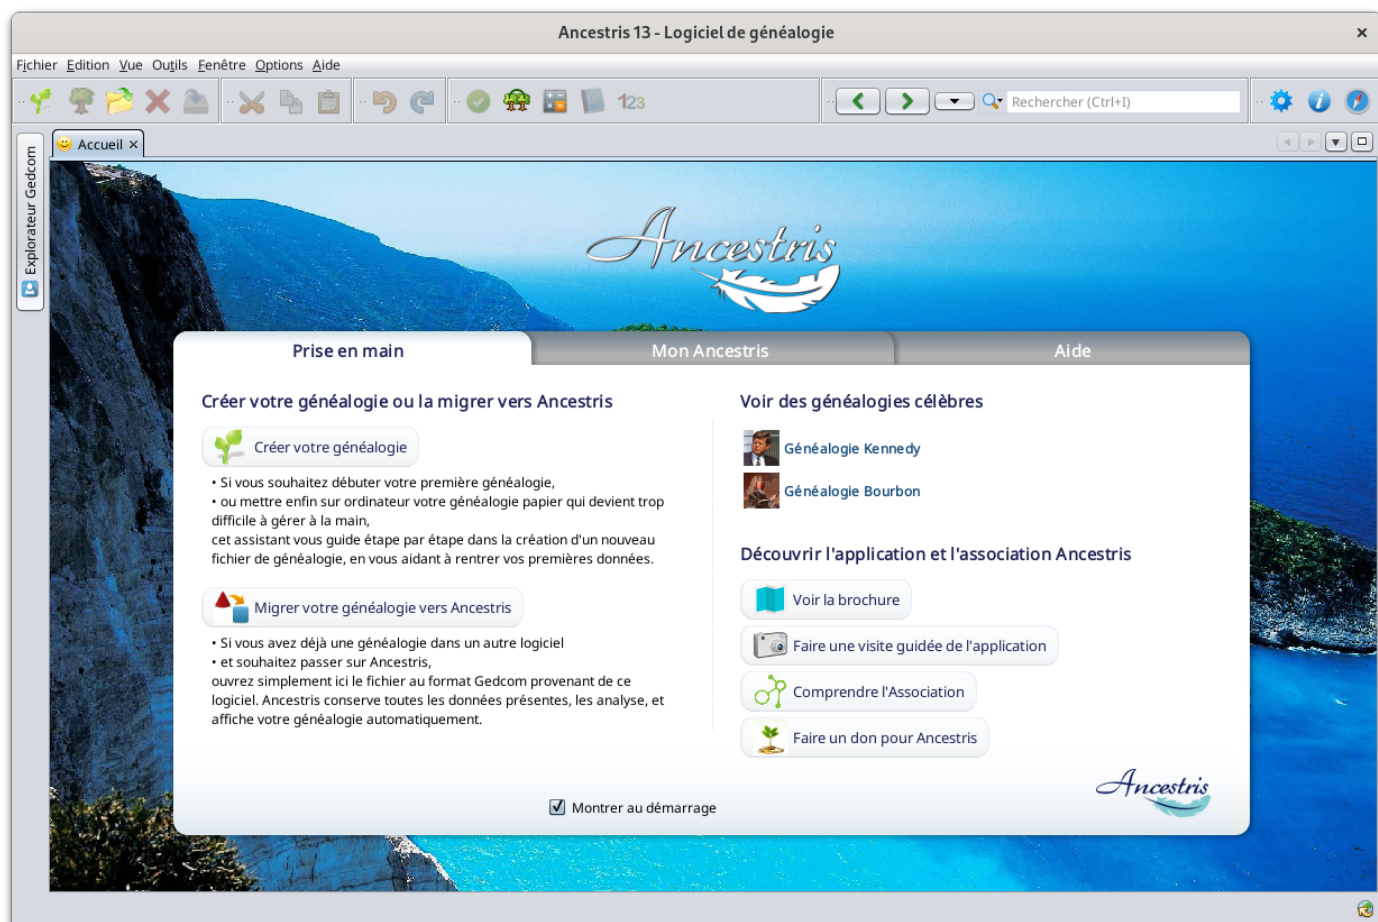 Ancestris 13 - Logiciel de généalogie
Fichier Edition Vue Outils Fenêtre Options Aide
123
Rechercher (Ctrl+I)
Accueil
Explorateur Gedcom
Ancestris
Prise en main
Mon Ancestris
Aide
Créer votre généalogie ou la migrer vers Ancestris
Créer votre généalogie
• Si vous souhaitez débuter votre première généalogie,
• ou mettre enfin sur ordinateur votre généalogie papier qui devient trop
difficile à gérer à la main,
cet assistant vous guide étape par étape dans la création d'un nouveau
fichier de généalogie, en vous aidant à rentrer vos premières données.
Migrer votre généalogie vers Ancestris
• Si vous avez déjà une généalogie dans un autre logiciel
• et souhaitez passer sur Ancestris,
ouvrez simplement ici le fichier au format Gedcom provenant de ce
logiciel. Ancestris conserve toutes les données présentes, les analyse, et
affiche votre généalogie automatiquement.
Voir des généalogies célèbres
Généalogie Kennedy
Généalogie Bourbon
Découvrir l'application et l'association Ancestris
Voir la brochure
Faire une visite guidée de l'application
Comprendre l'Association
Faire un don pour Ancestris
Ancestris
Montrer au démarrage